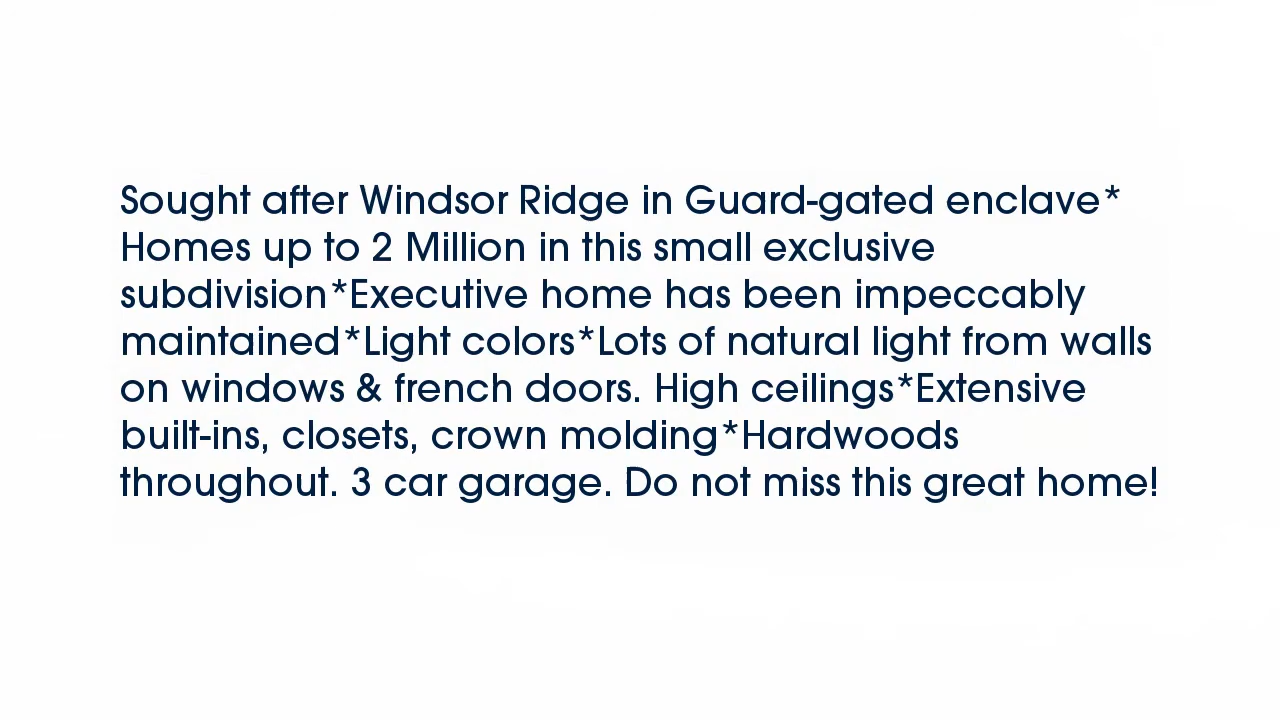 Sought after Windsor Ridge in Guard-gated enclave*
Homes up to 2 Million in this small exclusive
subdivision*Executive home has been impeccably
maintained*Light colors*Lots of natural light from walls
on windows & french doors. High ceilings*Extensive
built-ins, closets, crown molding*Hardwoods
throughout. 3 car garage. Do not miss this great home!